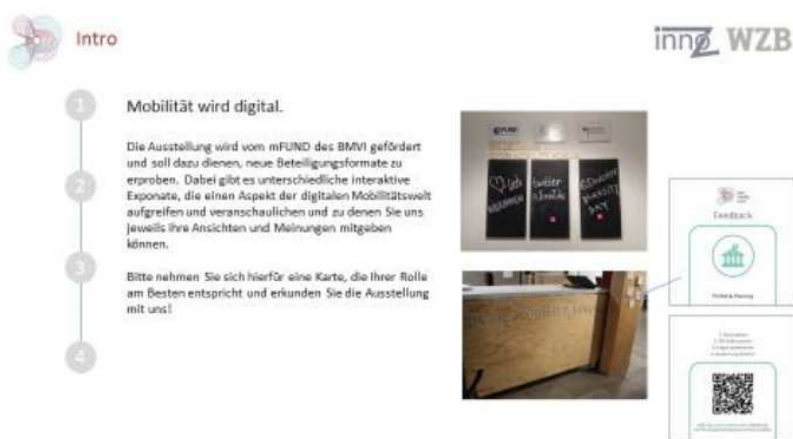 Intro
innoZ WZB
1
2
3
4
Mobilität wird digital.
Die Ausstellung wird vom mFUND des BMVI gefördert
und soll dazu dienen, neue Beteiligungsformate zu
erproben. Dabei gibt es unterschiedliche interaktive
Exponate, die einen Aspekt der digitalen Mobilitätswelt
aufgreifen und veranschaulichen und zu denen Sie uns
jeweils ihre Ansichten und Meinungen mitgeben
können.
Bitte nehmen Sie sich hierfür eine Karte, die Ihrer Rolle
am Besten entspricht und erkunden Sie die Ausstellung
mit uns!
mFUND
twitter
DAY
Feedback